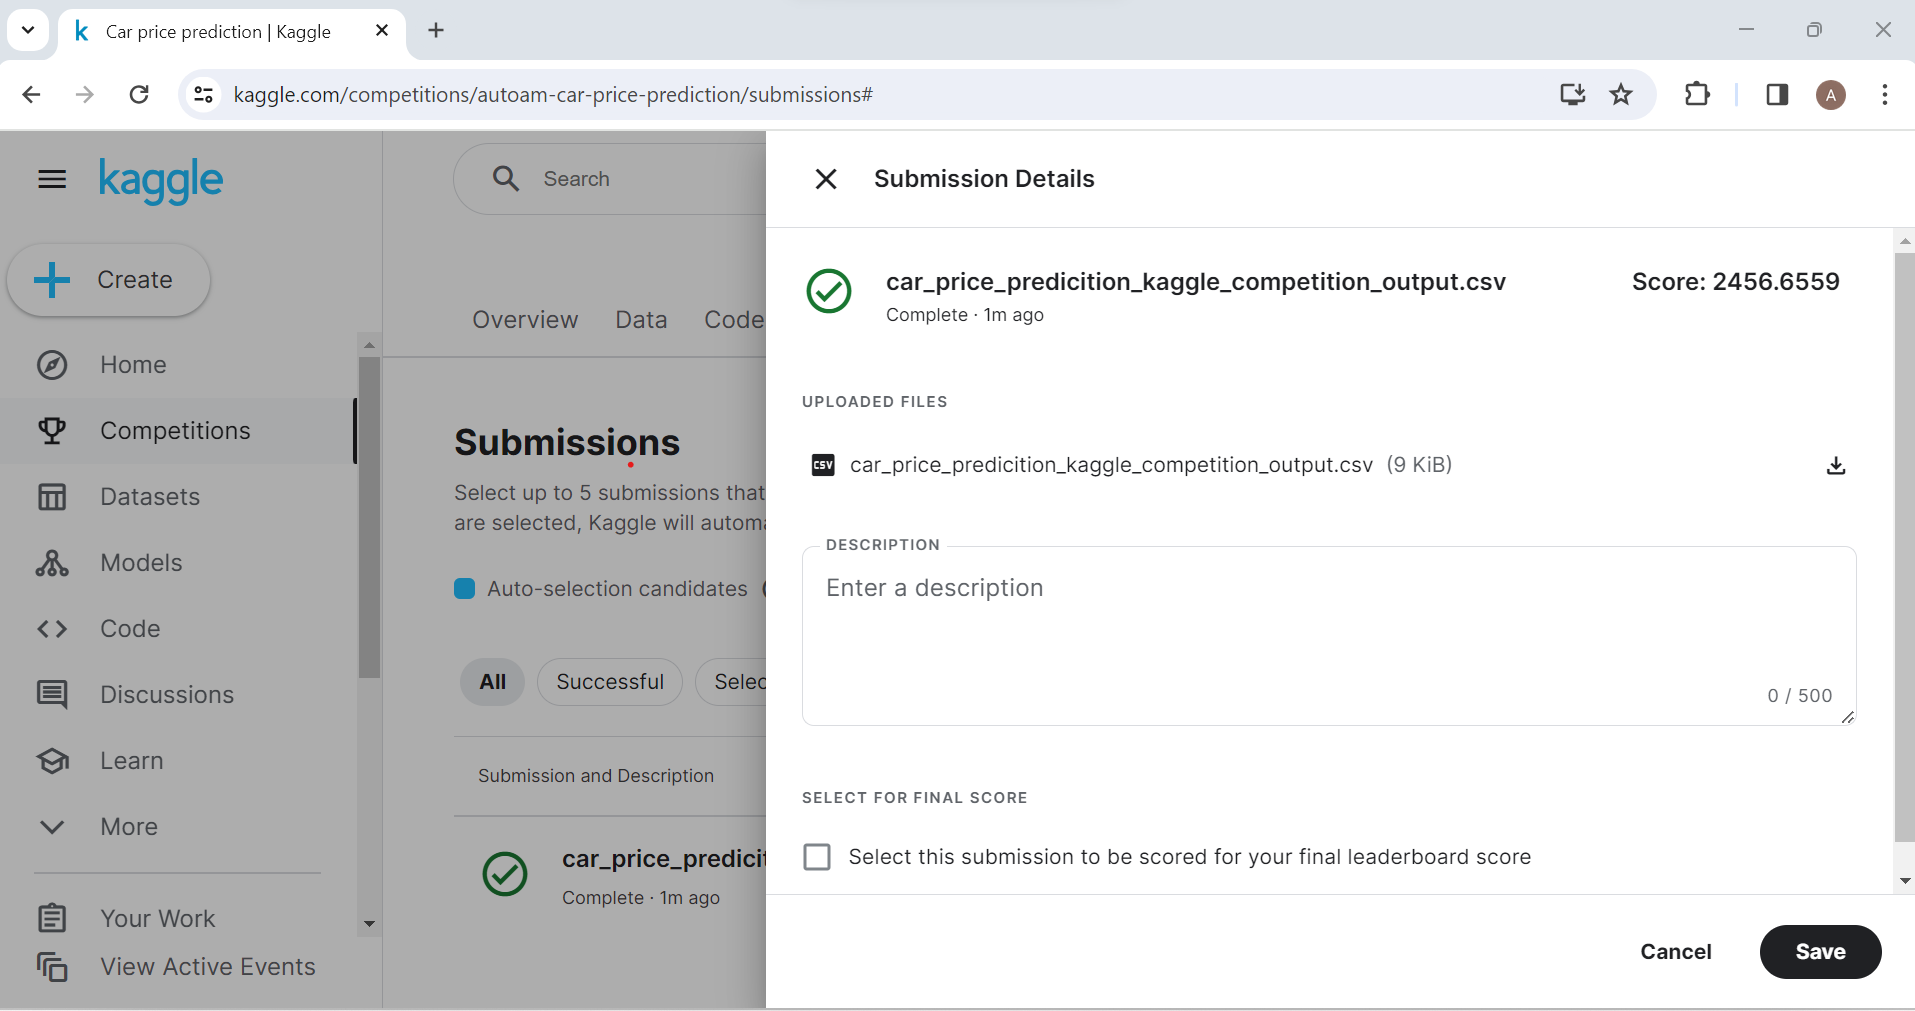 Car price prediction | Kaggle
kaggle.com/competitions/autoam-car-price-prediction/submissions#
A
kaggle
Create
Home
Competitions
Datasets
Models
Code
Discussions
Learn
More
Your Work
View Active Events
Search
Overview Data Code
Submissions
Select up to 5 submissions that
are selected, Kaggle will automa
Auto-selection candidates
All Successful Selec
Submission and Description
car_price_predicit
Complete · 1m ago
Submission Details
car_price_predicition_kaggle_competition_output.csv Score: 2456.6559
Complete · 1m ago
UPLOADED FILES
CSV car_price_predicition_kaggle_competition_output.csv (9 KiB)
DESCRIPTION
Enter a description
0 / 500
SELECT FOR FINAL SCORE
Select this submission to be scored for your final leaderboard score
Cancel Save